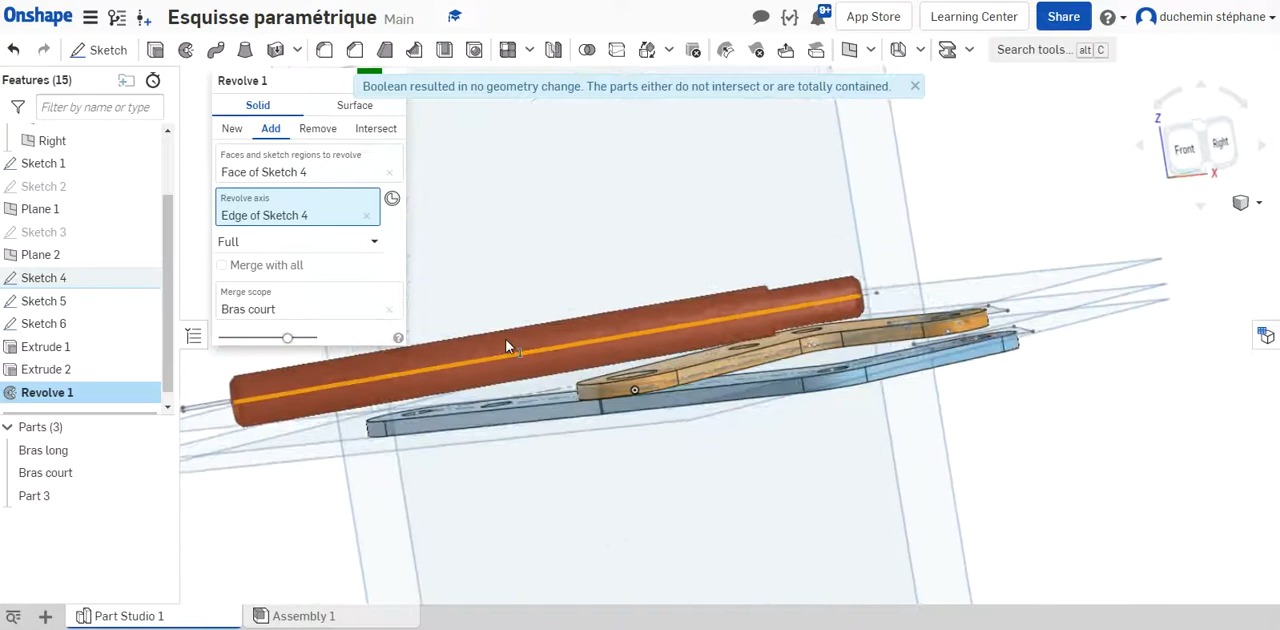 Onshape Esquisse paramétrique Main 9+ App Store Learning Center Share duchemin stéphane
Sketch Search tools... alt C
Features (15)
Filter by name or type
Right
Sketch 1
Sketch 2
Plane 1
Sketch 3
Plane 2
Sketch 4
Sketch 5
Sketch 6
Extrude 1
Extrude 2
Revolve 1
Parts (3)
Bras long
Bras court
Part 3
Revolve 1
Boolean resulted in no geometry change. The parts either do not intersect or are totally contained.
Solid Surface
New Add Remove Intersect
Faces and sketch regions to revolve
Face of Sketch 4
Revolve axis
Edge of Sketch 4
Full
Merge with all
Merge scope
Bras court
Z
Front Right
X
Part Studio 1 Assembly 1